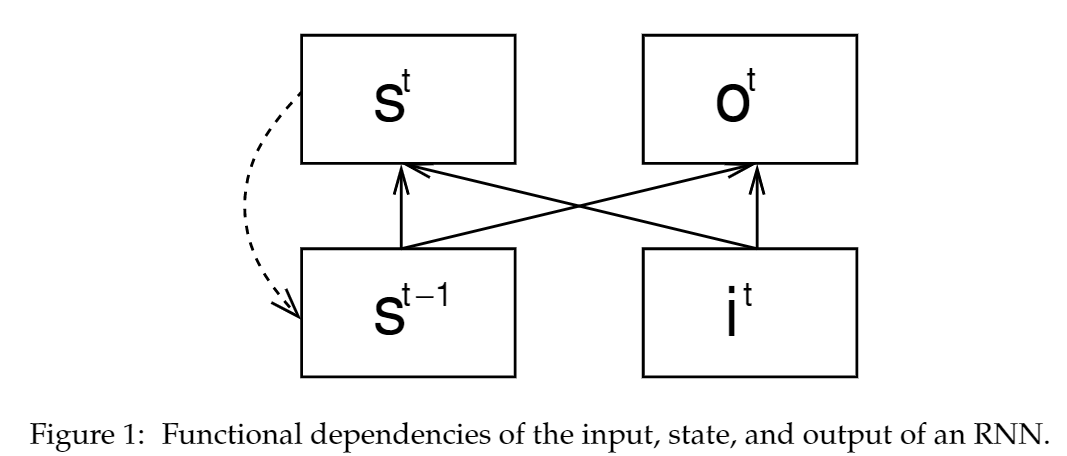 s^t o^t
s^{t−1} i^t
Figure 1: Functional dependencies of the input, state, and output of an RNN.